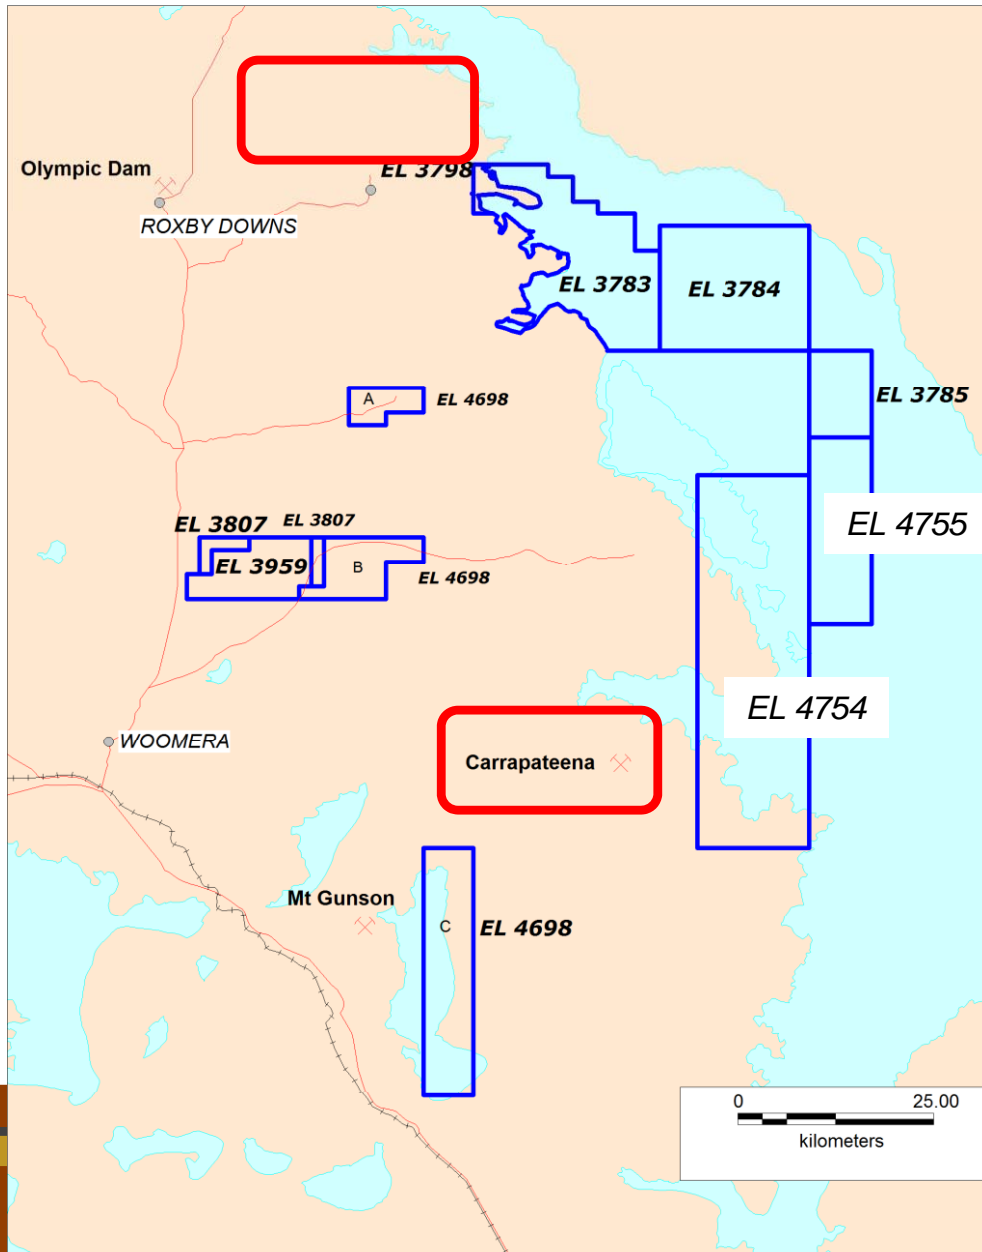 Olympic Dam
EL 3798
ROXBY DOWNS
EL 3783
EL 3784
A
EL 4698
EL 3785
EL 3807
EL 3807
EL 4755
EL 3959
B
EL 4698
EL 4754
WOOMERA
Carrapateena
Mt Gunson
C
EL 4698
0
25.00
kilometers